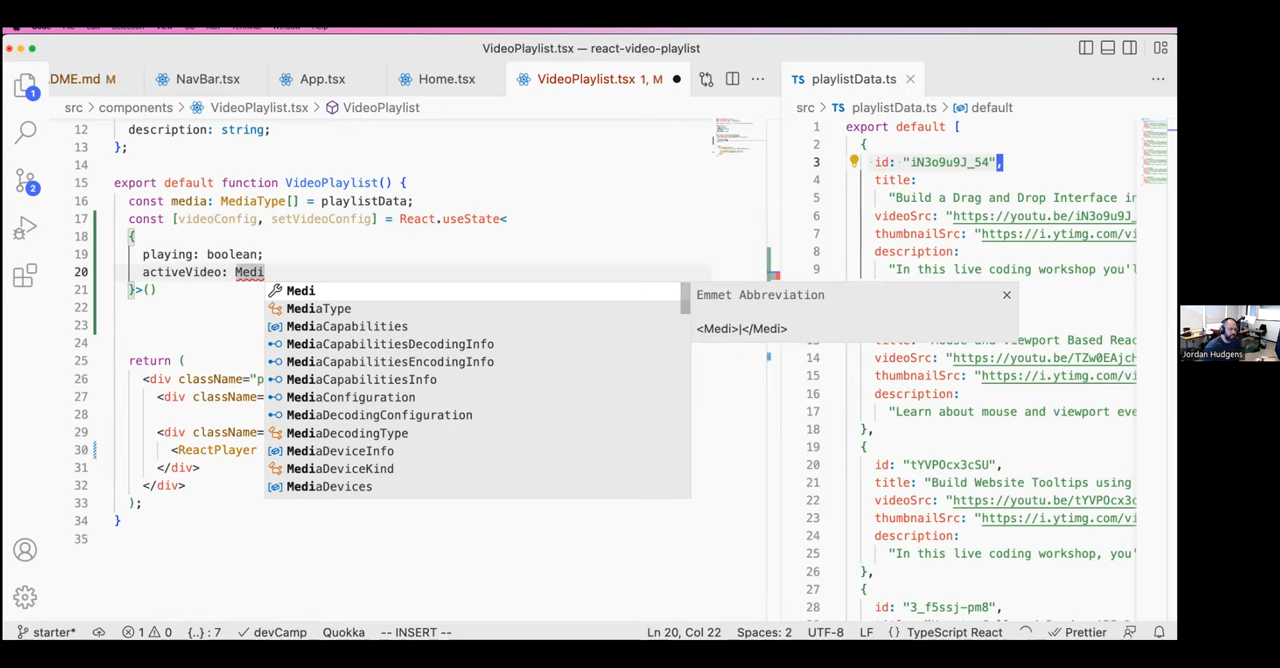 VideoPlaylist.tsx — react-video-playlist
DME.md M
NavBar.tsx
App.tsx
Home.tsx
VideoPlaylist.tsx 1, M
TS playlistData.ts
src > components > VideoPlaylist.tsx > VideoPlaylist
src > TS playlistData.ts > default
12 description: string;
13 };
14
15 export default function VideoPlaylist() {
16 const media: MediaType[] = playlistData;
17 const [videoConfig, setVideoConfig] = React.useState<
18 {
19 playing: boolean;
20 activeVideo: Medi
21 }>()
22
23
24
25 return (
26 <div className="p
27 <div className=
28
29 <div className=
30 <ReactPlayer
31 </div>
32 </div>
33 );
34 }
35
Medi
MediaType
MediaCapabilities
MediaCapabilitiesDecodingInfo
MediaCapabilitiesEncodingInfo
MediaCapabilitiesInfo
MediaConfiguration
MediaDecodingConfiguration
MediaDecodingType
MediaDeviceInfo
MediaDeviceKind
MediaDevices
Emmet Abbreviation
<Medi>|</Medi>
1 export default [
2 {
3 id: "iN3o9u9J_54",
4 title:
5 "Build a Drag and Drop Interface in
6 videoSrc: "https://youtu.be/iN3o9u9J_
7 thumbnailSrc: "https://i.ytimg.com/vi
8 description:
9 "In this live coding workshop you'l
14 videoSrc: "https://youtu.be/TZw0EAjch
15 thumbnailSrc: "https://i.ytimg.com/vi
16 description:
17 "Learn about mouse and viewport eve
18 },
19 {
20 id: "tYVPOcx3cSU",
21 title: "Build Website Tooltips using
22 videoSrc: "https://youtu.be/tYVPOcx3c
23 thumbnailSrc: "https://i.ytimg.com/vi
24 description:
25 "In this live coding workshop, you'
26 },
27 {
28 id: "3_f5ssj-pm8",
1
2
starter*
1 0
{..} : 7
devCamp
Quokka
-- INSERT --
Ln 20, Col 22
Spaces: 2
UTF-8
LF
{} TypeScript React
Prettier
Jordan Hudgens